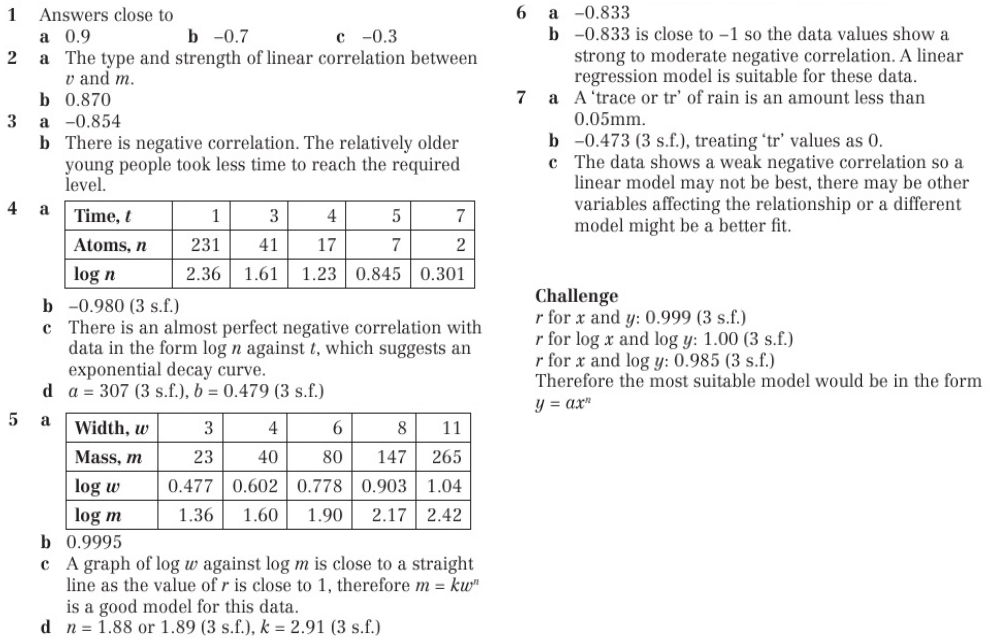 1 Answers close to
a 0.9 b −0.7 c −0.3
2 a The type and strength of linear correlation between
v and m.
b 0.870
3 a −0.854
b There is negative correlation. The relatively older
young people took less time to reach the required
level.
4 a
Time, t 1 3 4 5 7
Atoms, n 231 41 17 7 2
log n 2.36 1.61 1.23 0.845 0.301
b −0.980 (3 s.f.)
c There is an almost perfect negative correlation with
data in the form log n against t, which suggests an
exponential decay curve.
d a = 307 (3 s.f.), b = 0.479 (3 s.f.)
5 a
Width, w 3 4 6 8 11
Mass, m 23 40 80 147 265
log w 0.477 0.602 0.778 0.903 1.04
log m 1.36 1.60 1.90 2.17 2.42
b 0.9995
c A graph of log w against log m is close to a straight
line as the value of r is close to 1, therefore m = kwⁿ
is a good model for this data.
d n = 1.88 or 1.89 (3 s.f.), k = 2.91 (3 s.f.)
6 a −0.833
b −0.833 is close to −1 so the data values show a
strong to moderate negative correlation. A linear
regression model is suitable for these data.
7 a A ‘trace or tr’ of rain is an amount less than
0.05mm.
b −0.473 (3 s.f.), treating ‘tr’ values as 0.
c The data shows a weak negative correlation so a
linear model may not be best, there may be other
variables affecting the relationship or a different
model might be a better fit.
Challenge
r for x and y: 0.999 (3 s.f.)
r for log x and log y: 1.00 (3 s.f.)
r for x and log y: 0.985 (3 s.f.)
Therefore the most suitable model would be in the form
y = axⁿ